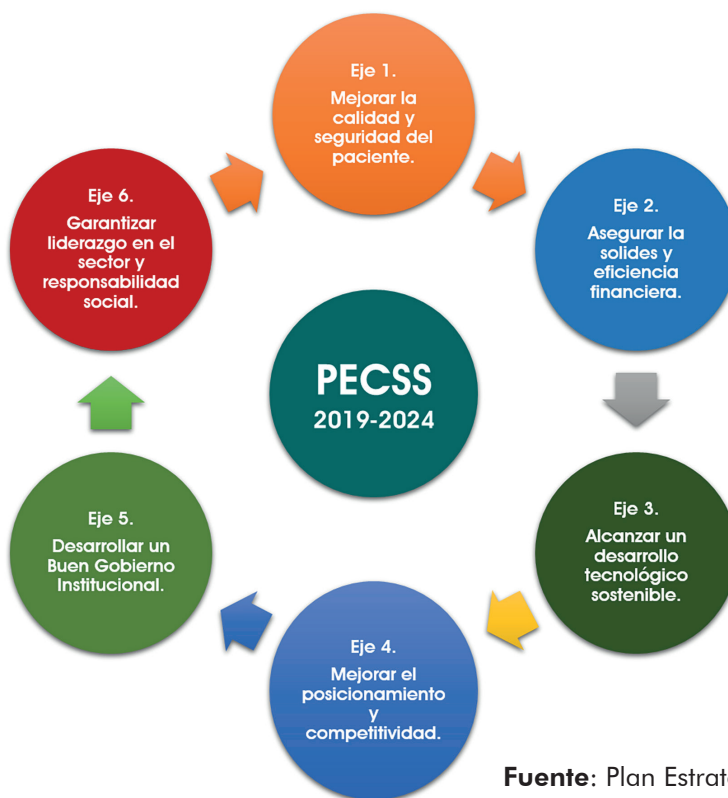 Eje 1.
Mejorar la
calidad y
seguridad del
paciente.
Eje 2.
Asegurar la
solides y
eficiencia
financiera.
Eje 3.
Alcanzar un
desarrollo
tecnológico
sostenible.
Eje 4.
Mejorar el
posicionamiento
y
competitividad.
Eje 5.
Desarrollar un
Buen Gobierno
Institucional.
Eje 6.
Garantizar
liderazgo en el
sector y
responsabilidad
social.
PECSS
2019-2024
Fuente: Plan